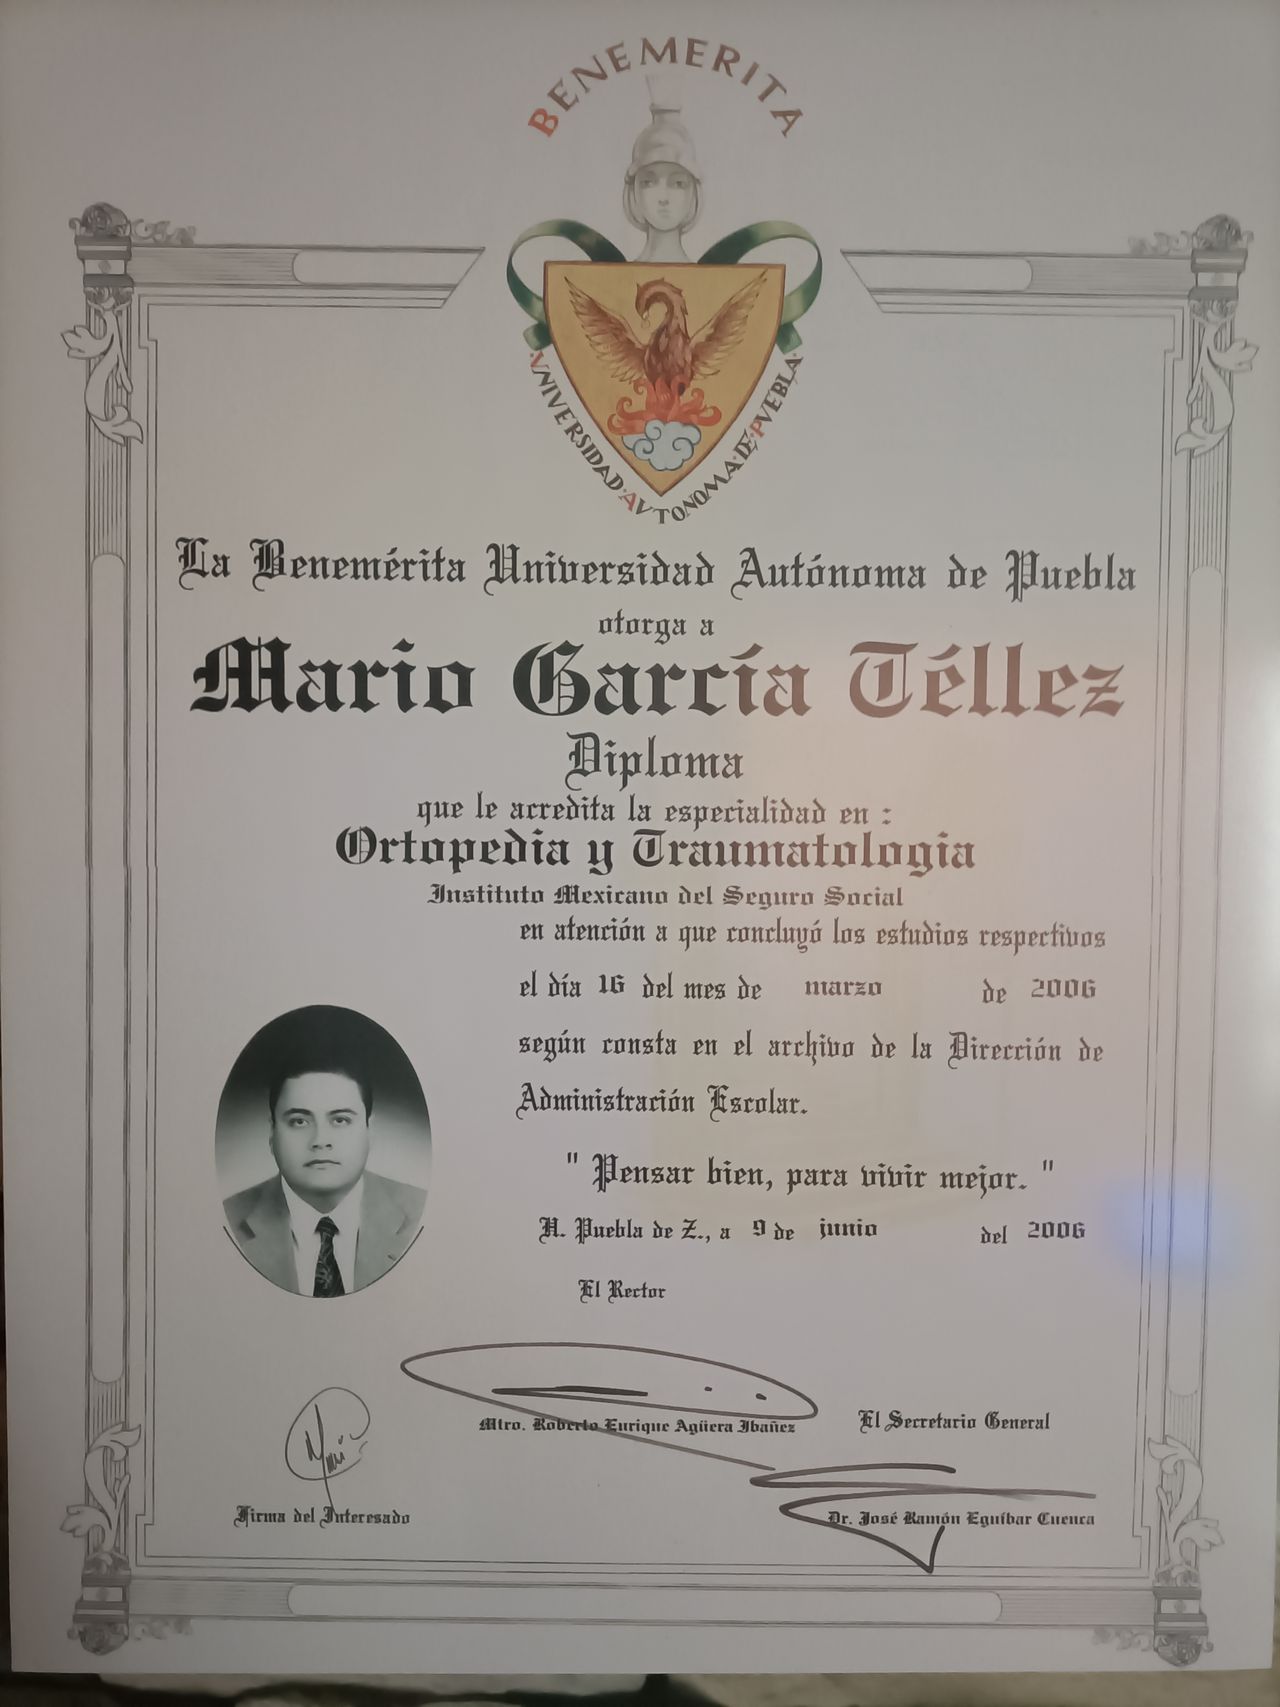 BENEMERITA
VNIVERSIDAD·AVTONOMA·DE·PVEBLA·
La Benemérita Universidad Autónoma de Puebla
otorga a
Mario García Téllez
Diploma
que le acredita la especialidad en :
Ortopedia y Traumatologia
Instituto Mexicano del Seguro Social
en atención a que concluyó los estudios respectivos
el día 16 del mes de marzo de 2006
según consta en el archivo de la Dirección de
Administración Escolar.
" Pensar bien, para vivir mejor. "
H. Puebla de Z., a 9 de junio del 2006
El Rector
Mtro. Roberto Enrique Agüera Ibañez
El Secretario General
Firma del Interesado
Dr. José Ramón Eguíbar Cuenca